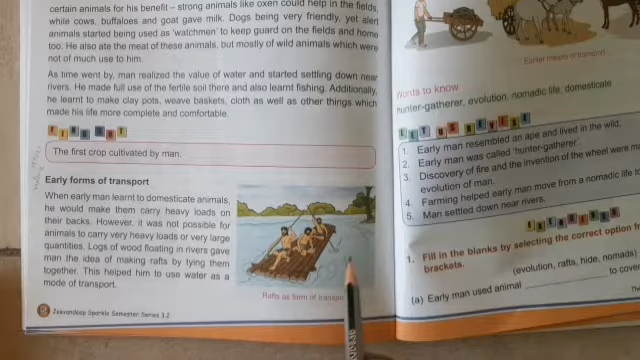 certain animals for his benefit – strong animals like oxen could help in the fields,
while cows, buffaloes and goat gave milk. Dogs being very friendly, yet alert
animals started being used as 'watchmen' to keep guard on the fields and home
too. He also ate the meat of these animals, but mostly of wild animals which were
not of much use to him.
As time went by, man realized the value of water and started settling down near
rivers. He made full use of the fertile soil there and also learnt fishing. Additionally,
he learnt to make clay pots, weave baskets, cloth as well as other things which
made his life more complete and comfortable.
FIND OUT
The first crop cultivated by man.
Early forms of transport
When early man learnt to domesticate animals,
he would make them carry heavy loads on
their backs. However, it was not possible for
animals to carry very heavy loads or very large
quantities. Logs of wood floating in rivers gave
man the idea of making rafts by tying them
together. This helped him to use water as a
mode of transport.
Rafts as form of transpo
Jeevandeep Sparkle Semester Series 3.2
Earlier means of transport
Words to know
hunter-gatherer, evolution, nomadic life, domesticate
LET US REVISE
1. Early man resembled an ape and lived in the wild.
2. Early man was called 'hunter-gatherer'.
3. Discovery of fire and the invention of the wheel were ma
evolution of man.
4. Farming helped early man move from a nomadic life to
5. Man settled down near rivers.
EXERCISES
1. Fill in the blanks by selecting the correct option fr
brackets.
(evolution, rafts, hide, nomads)
(a) Early man used animal ____________ to cover